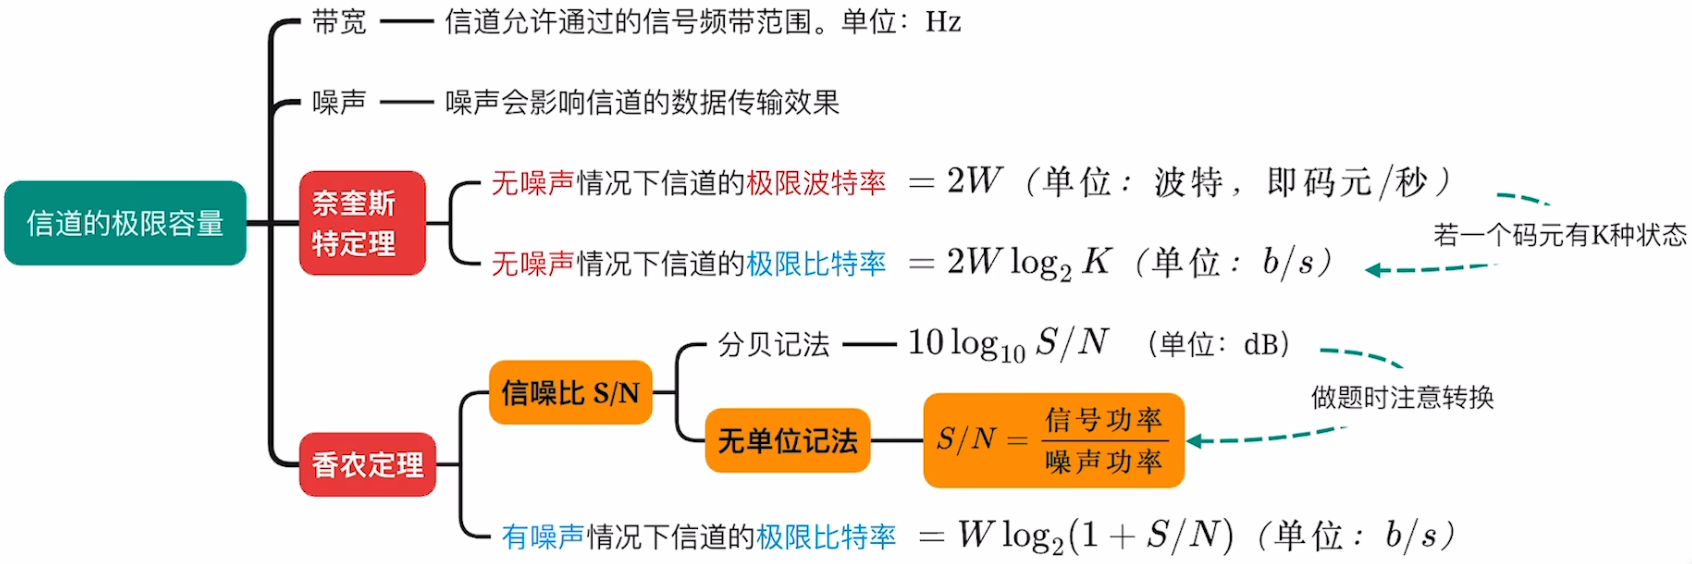 带宽 信道允许通过的信号频带范围。单位：Hz
噪声 噪声会影响信道的数据传输效果
信道的极限容量
奈奎斯
特定理
无噪声情况下信道的极限波特率 = 2W（单位：波特，即码元/秒）
若一个码元有K种状态
无噪声情况下信道的极限比特率 = 2W log₂ K（单位：b/s）
香农定理
信噪比 S/N
分贝记法 10 log₁₀ S/N （单位：dB）
做题时注意转换
无单位记法 S/N = 信号功率/噪声功率
有噪声情况下信道的极限比特率 = W log₂(1 + S/N)（单位：b/s）